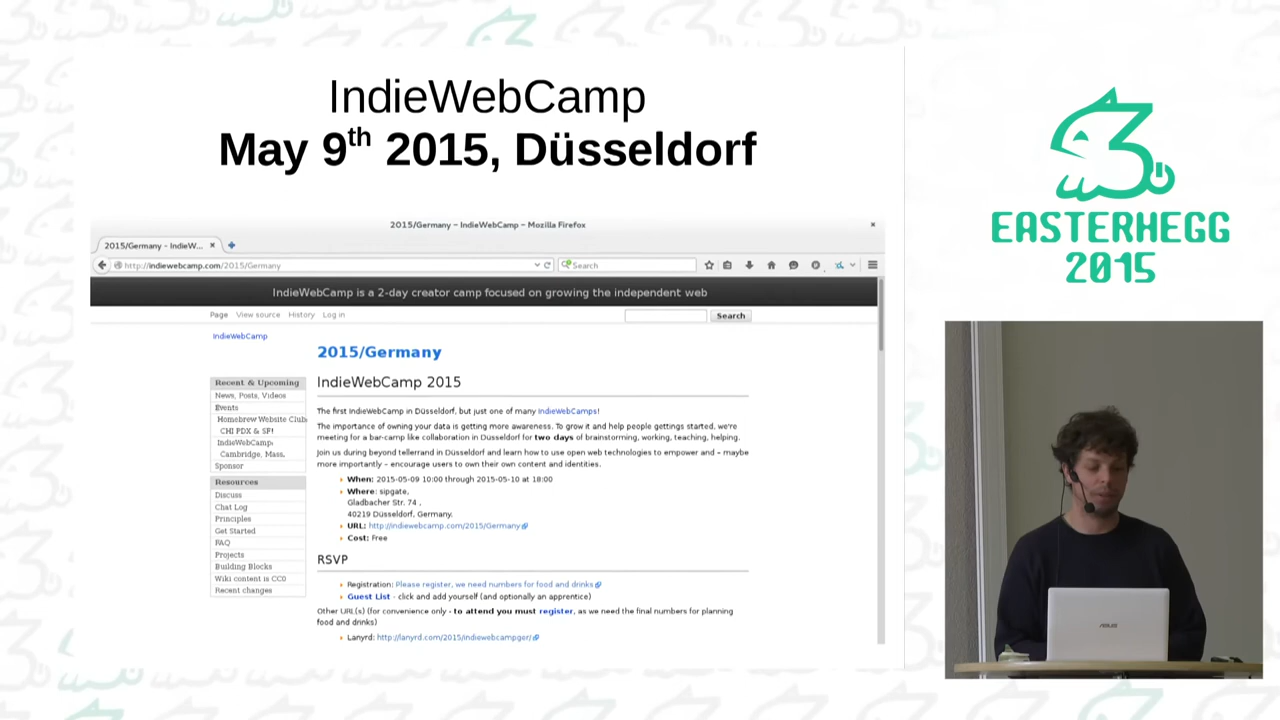 IndieWebCamp
May 9th 2015, Düsseldorf
2015/Germany – IndieWebCamp – Mozilla Firefox
2015/Germany - IndieW...
http://indiewebcamp.com/2015/Germany
Search
IndieWebCamp is a 2-day creator camp focused on growing the independent web
Page View source History Log in
Search
IndieWebCamp
2015/Germany
Recent & Upcoming
News, Posts, Videos
Events
Homebrew Website Club
CHI PDX & SF!
IndieWebCamp:
Cambridge, Mass.
Sponsor
Resources
Discuss
Chat Log
Principles
Get Started
FAQ
Projects
Building Blocks
Wiki content is CC0
Recent changes
IndieWebCamp 2015
The first IndieWebCamp in Düsseldorf, but just one of many IndieWebCamps!
The importance of owning your data is getting more awareness. To grow it and help people gettings started, we're
meeting for a bar-camp like collaboration in Düsseldorf for two days of brainstorming, working, teaching, helping.
Join us during beyond tellerrand in Düsseldorf and learn how to use open web technologies to empower and – maybe
more importantly – encourage users to own their own content and identities.
When: 2015-05-09 10:00 through 2015-05-10 at 18:00
Where: sipgate,
Gladbacher Str. 74 ,
40219 Düsseldorf, Germany.
URL: http://indiewebcamp.com/2015/Germany
Cost: Free
RSVP
Registration: Please register, we need numbers for food and drinks
Guest List - click and add yourself (and optionally an apprentice)
Other URL(s) (for convenience only - to attend you must register, as we need the final numbers for planning
food and drinks)
Lanyrd: http://lanyrd.com/2015/indiewebcampger/
EASTERHEGG
2015
ASUS